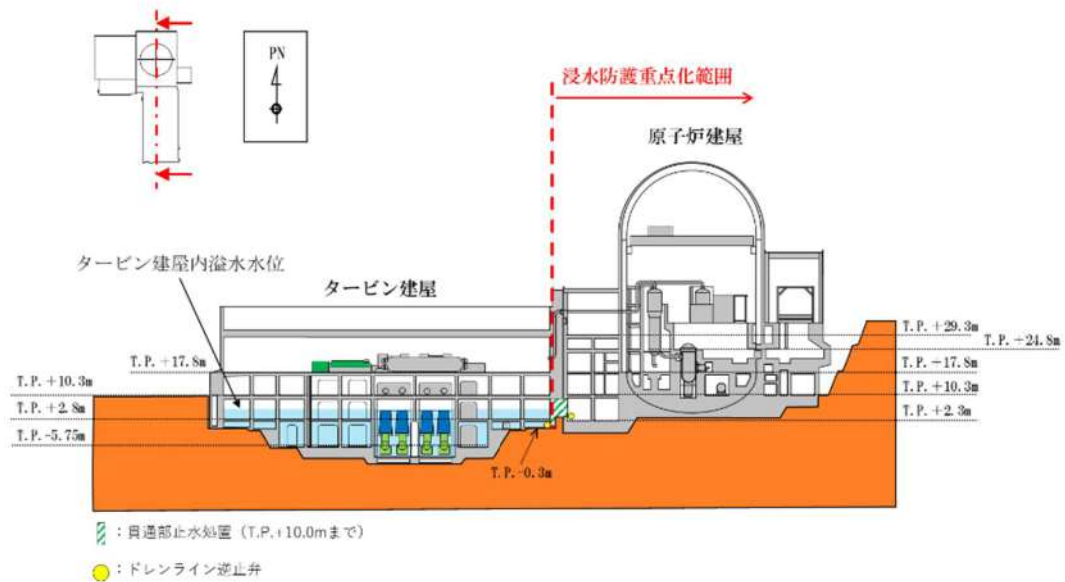 PN
浸水防護重点化範囲
原子炉建屋
タービン建屋内溢水水位
タービン建屋
T.P. +29.3m
T.P. +24.8m
T.P. +17.8m
T.P. +17.8m
T.P. +10.3m
T.P. +10.3m
T.P. +2.8m
T.P. +2.3m
T.P.-5.75m
T.P.-0.3m
：貫通部止水処置（T.P.+10.0mまで）
：ドレンライン逆止弁